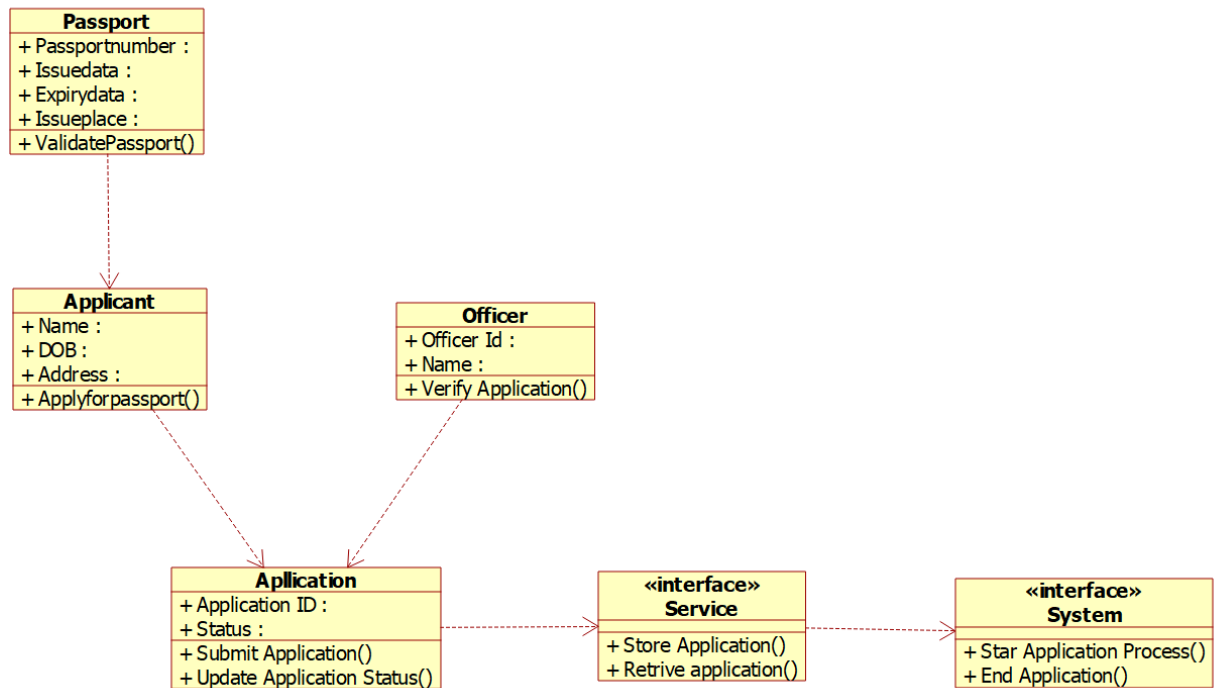 Passport
+ Passportnumber :
+ Issuedata :
+ Expirydata :
+ Issueplace :
+ ValidatePassport()
Applicant
+ Name :
+ DOB :
+ Address :
+ Applyforpassport()
Officer
+ Officer Id :
+ Name :
+ Verify Application()
Apllication
+ Application ID :
+ Status :
+ Submit Application()
+ Update Application Status()
«interface»
Service
+ Store Application()
+ Retrive application()
«interface»
System
+ Star Application Process()
+ End Application()